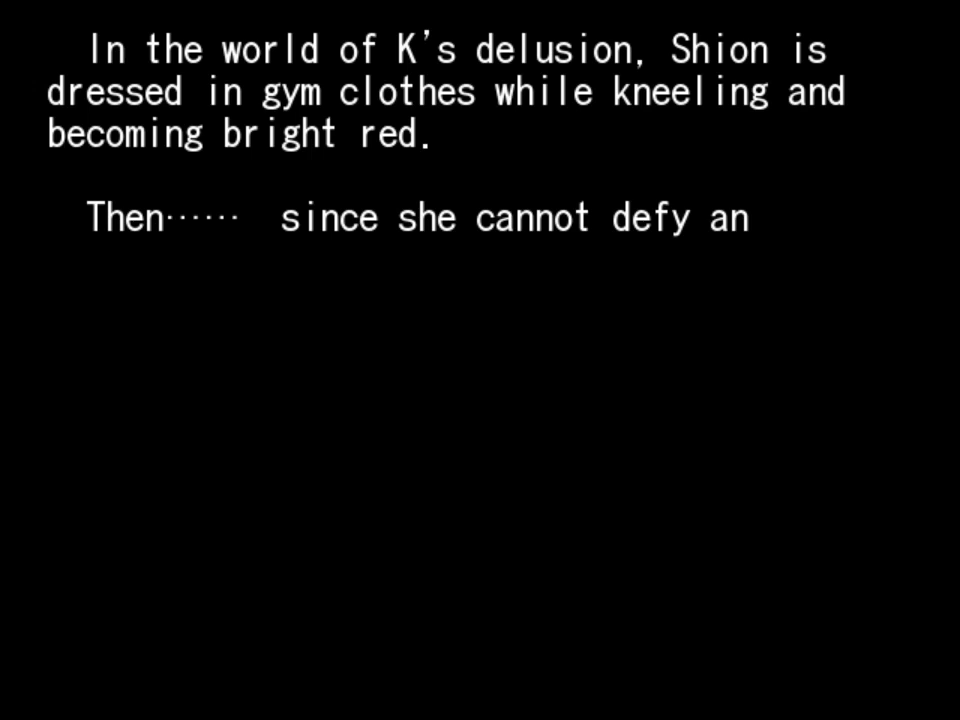 In the world of K's delusion, Shion is
dressed in gym clothes while kneeling and
becoming bright red.
Then…… since she cannot defy an